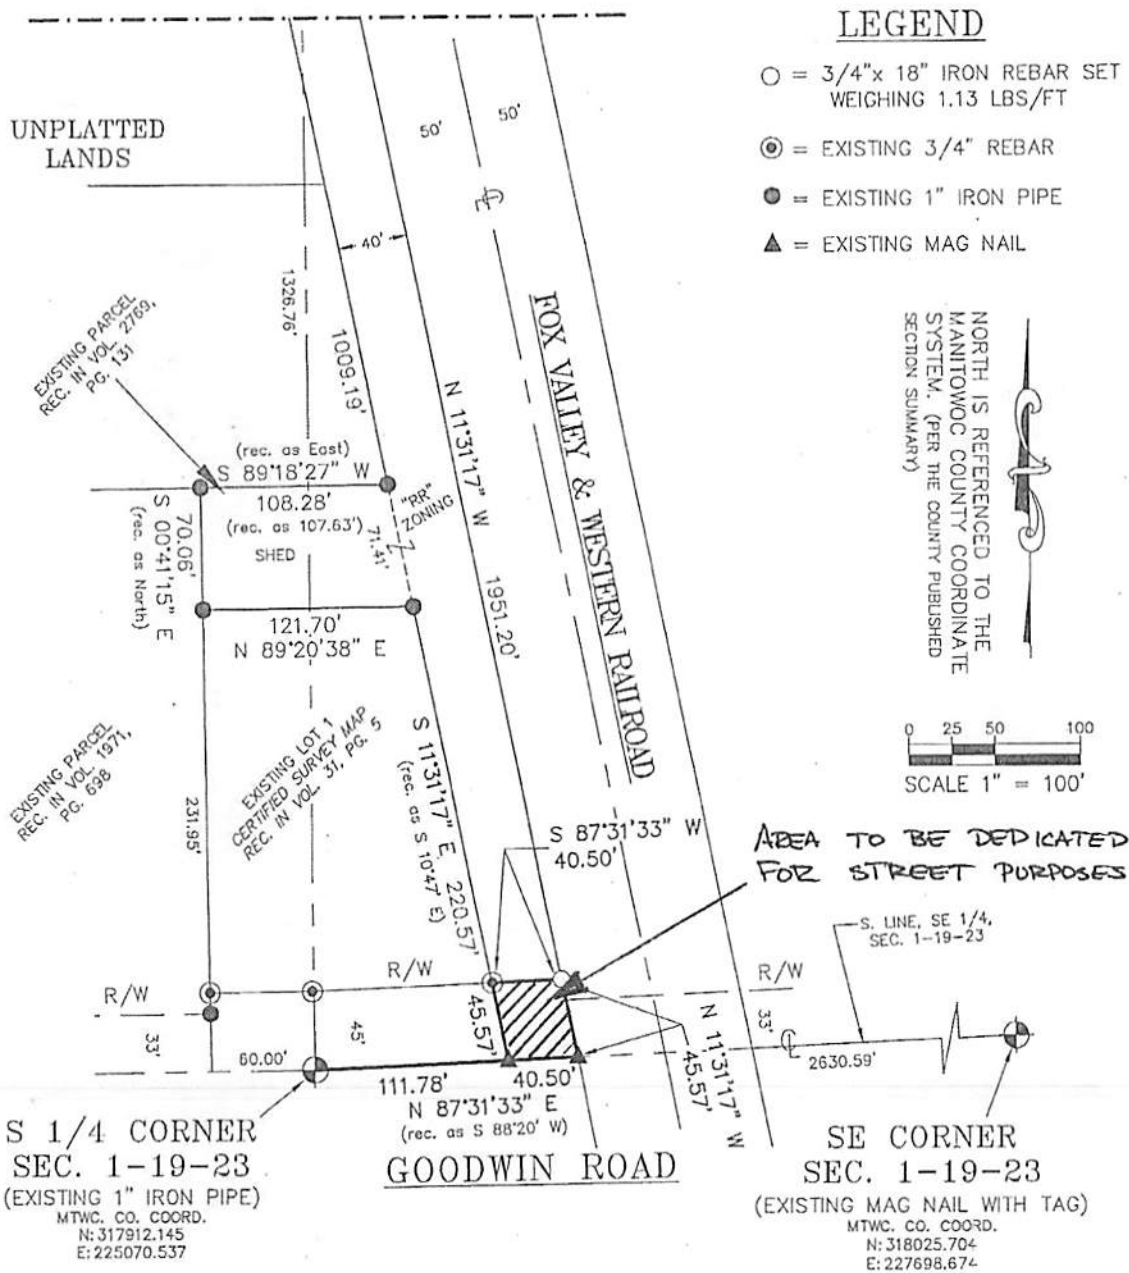 LEGEND
○ = 3/4"x 18" IRON REBAR SET
WEIGHING 1.13 LBS/FT
= EXISTING 3/4" REBAR
● = EXISTING 1" IRON PIPE
▲ = EXISTING MAG NAIL
UNPLATTED
LANDS
50'
50'
40'
1326.76'
1009.19'
EXISTING PARCEL
REC. IN VOL. 2769,
PG. 131
N 11°31'17" W
1951.20'
FOX VALLEY & WESTERN RAILROAD
NORTH IS REFERENCED TO THE
MANITOWOC COUNTY COORDINATE
SYSTEM. (PER THE COUNTY PUBLISHED
SECTION SUMMARY)
(rec. as East)
S 89°18'27" W
108.28'
(rec. as 107.63')
SHED
"RR"
ZONING
71.41'
70.06'
S 00°41'15" E
(rec. as North)
121.70'
N 89°20'38" E
EXISTING PARCEL
REC. IN VOL. 1971,
PG. 698
231.95'
EXISTING LOT 1
CERTIFIED SURVEY MAP
REC. IN VOL. 31, PG. 5
S 11°31'17" E 220.57'
(rec. as S 10°47' E)
0 25 50 100
SCALE 1" = 100'
S 87°31'33" W
40.50'
AREA TO BE DEDICATED
FOR STREET PURPOSES
S. LINE, SE 1/4,
SEC. 1-19-23
R/W
R/W
R/W
33'
45'
45.57'
N 11°31'17" W
45.57'
33'
2630.59'
60.00'
111.78'
40.50'
N 87°31'33" E
(rec. as S 88°20' W)
GOODWIN ROAD
S 1/4 CORNER
SEC. 1-19-23
(EXISTING 1" IRON PIPE)
MTWC. CO. COORD.
N: 317912.145
E: 225070.537
SE CORNER
SEC. 1-19-23
(EXISTING MAG NAIL WITH TAG)
MTWC. CO. COORD.
N: 318025.704
E: 227698.674